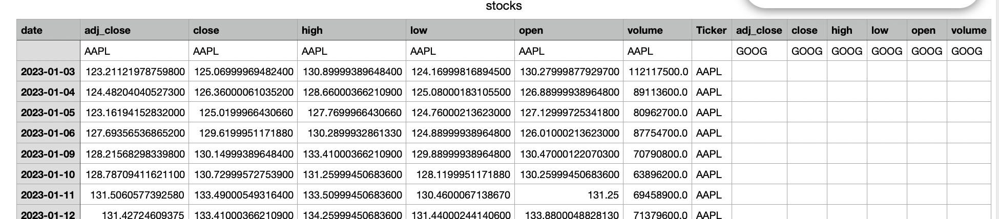 stocks
date adj_close close high low open volume Ticker adj_close close high low open volume
AAPL AAPL AAPL AAPL AAPL AAPL GOOG GOOG GOOG GOOG GOOG GOOG
2023-01-03 123.21121978759800 125.06999969482400 130.89999389648400 124.16999816894500 130.27999877929700 112117500.0 AAPL
2023-01-04 124.48204040527300 126.36000061035200 128.66000366210900 125.08000183105500 126.88999938964800 89113600.0 AAPL
2023-01-05 123.16194152832000 125.0199966430660 127.7699966430660 124.76000213623000 127.12999725341800 80962700.0 AAPL
2023-01-06 127.69356536865200 129.6199951171880 130.2899932861330 124.88999938964800 126.01000213623000 87754700.0 AAPL
2023-01-09 128.21568298339800 130.14999389648400 133.41000366210900 129.88999938964800 130.47000122070300 70790800.0 AAPL
2023-01-10 128.78709411621100 130.72999572753900 131.25999450683600 128.1199951171880 130.25999450683600 63896200.0 AAPL
2023-01-11 131.5060577392580 133.49000549316400 133.50999450683600 130.4600067138670 131.25 69458900.0 AAPL
2023-01-12 131.42724609375 133.41000366210900 134.25999450683600 131.44000244140600 133.8800048828130 71379600.0 AAPL